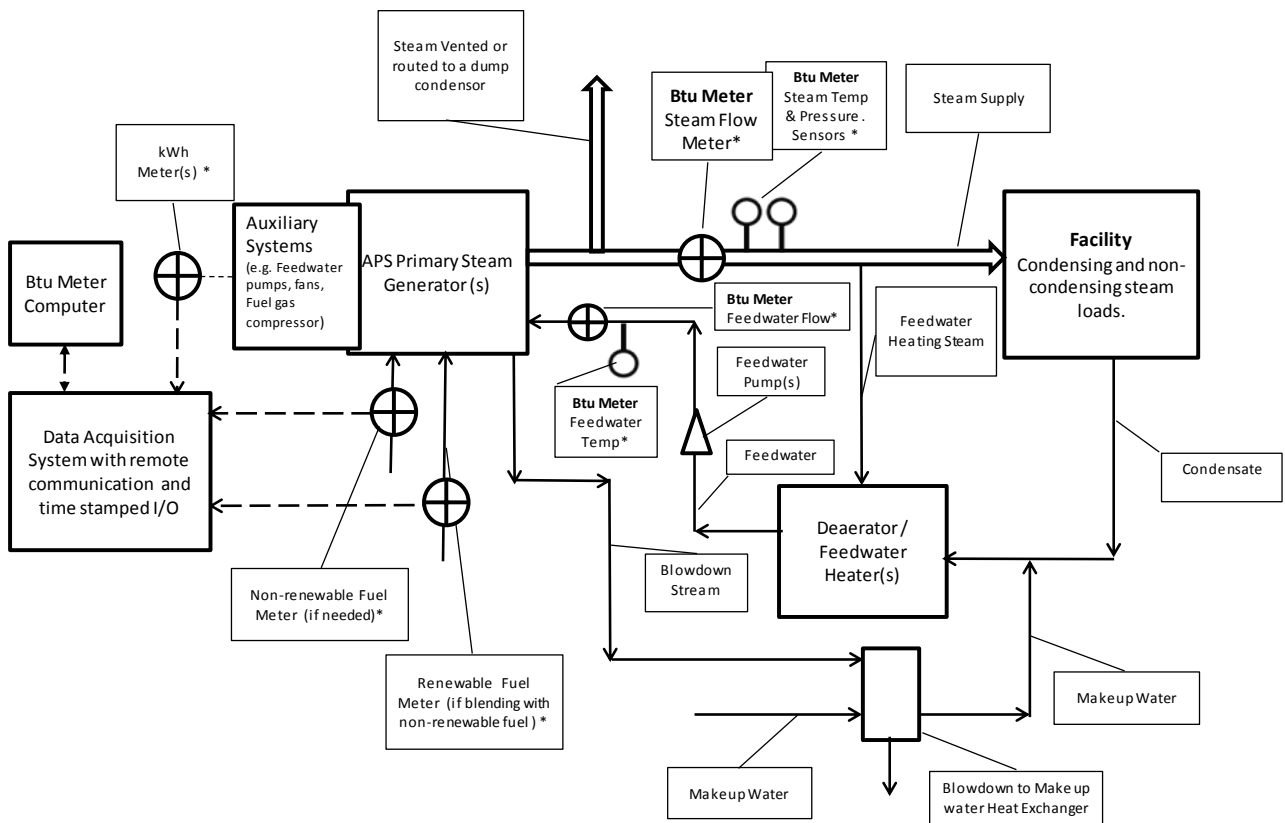 Steam Vented or
routed to a dump
condensor
Btu Meter
Steam Flow
Meter*
Btu Meter
Steam Temp
& Pressure .
Sensors *
Steam Supply
kWh
Meter(s) *
Auxiliary
Systems
(e.g. Feedwater
pumps, fans,
Fuel gas
compressor)
APS Primary Steam
Generator(s)
Facility
Condensing and non-
condensing steam
loads.
Btu Meter
Computer
Btu Meter
Feedwater Flow*
Feedwater
Heating Steam
Feedwater
Pump(s)
Btu Meter
Feedwater
Temp*
Data Acquisition
System with remote
communication and
time stamped I/O
Feedwater
Condensate
Deaerator /
Feedwater
Heater(s)
Blowdown
Stream
Non-renewable Fuel
Meter (if needed)*
Renewable Fuel
Meter (if blending with
non-renewable fuel ) *
Makeup Water
Makeup Water
Blowdown to Makeup
water Heat Exchanger